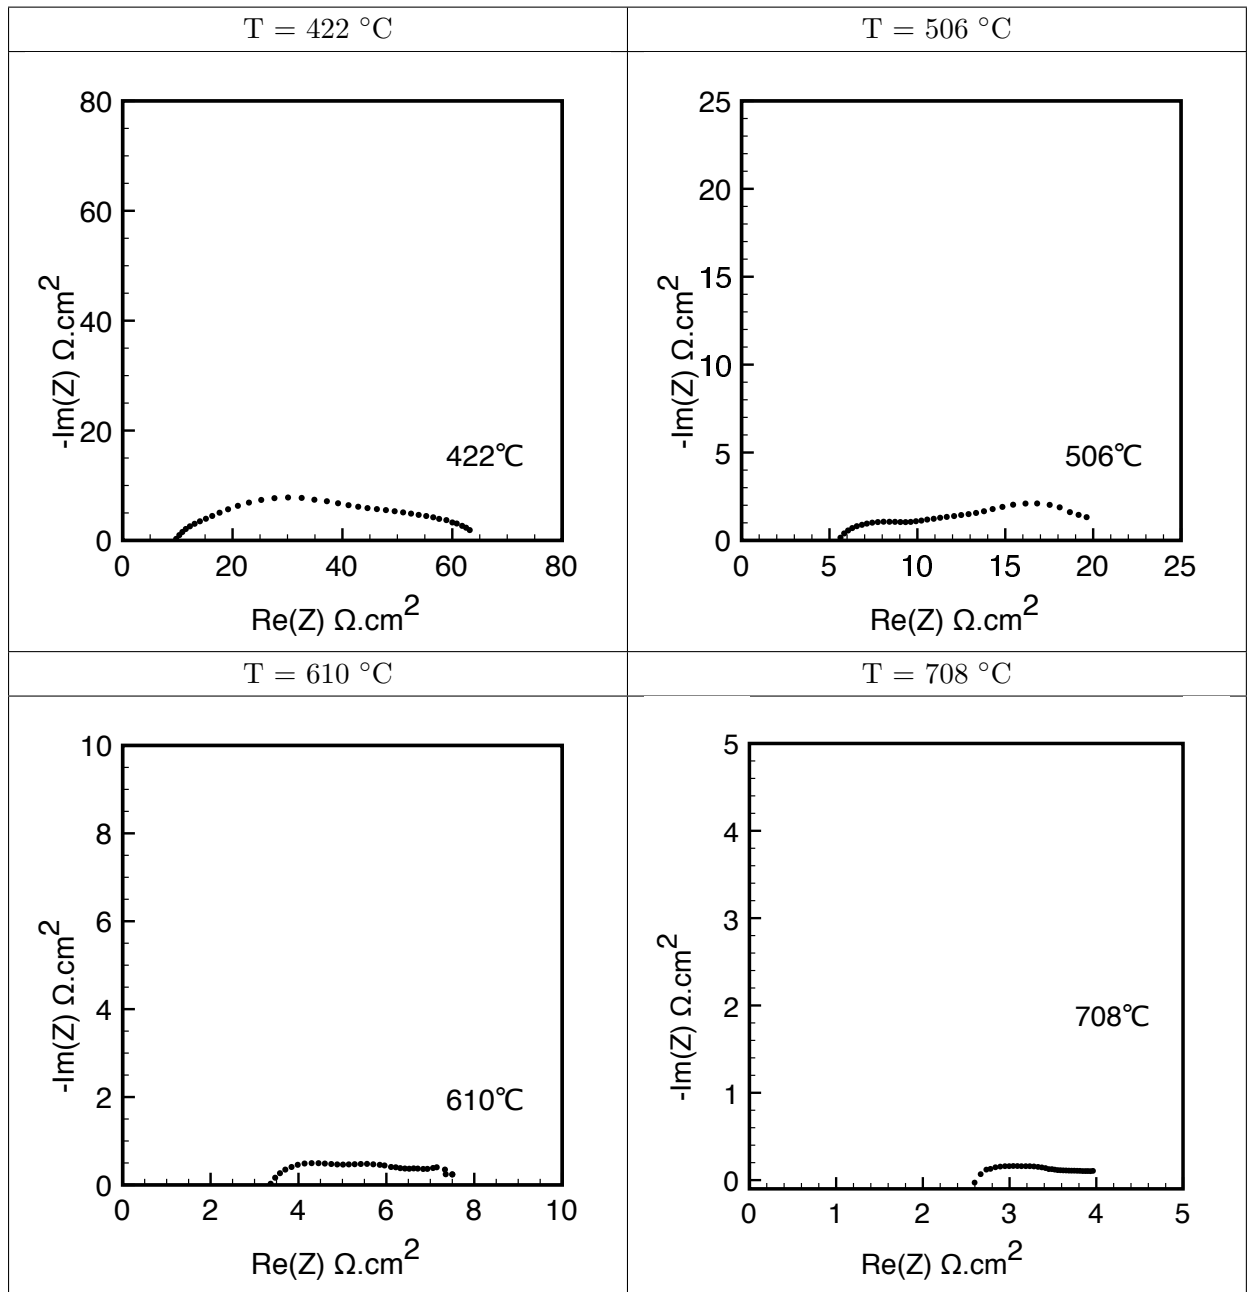 T = 422 °C
T = 506 °C
80
60
40
20
0
-Im(Z) Ω.cm²
422℃
0 20 40 60 80
Re(Z) Ω.cm²
25
20
15
10
5
0
-Im(Z) Ω.cm²
506℃
0 5 10 15 20 25
Re(Z) Ω.cm²
T = 610 °C
T = 708 °C
10
8
6
4
2
0
-Im(Z) Ω.cm²
610℃
0 2 4 6 8 10
Re(Z) Ω.cm²
5
4
3
2
1
0
-Im(Z) Ω.cm²
708℃
0 1 2 3 4 5
Re(Z) Ω.cm²